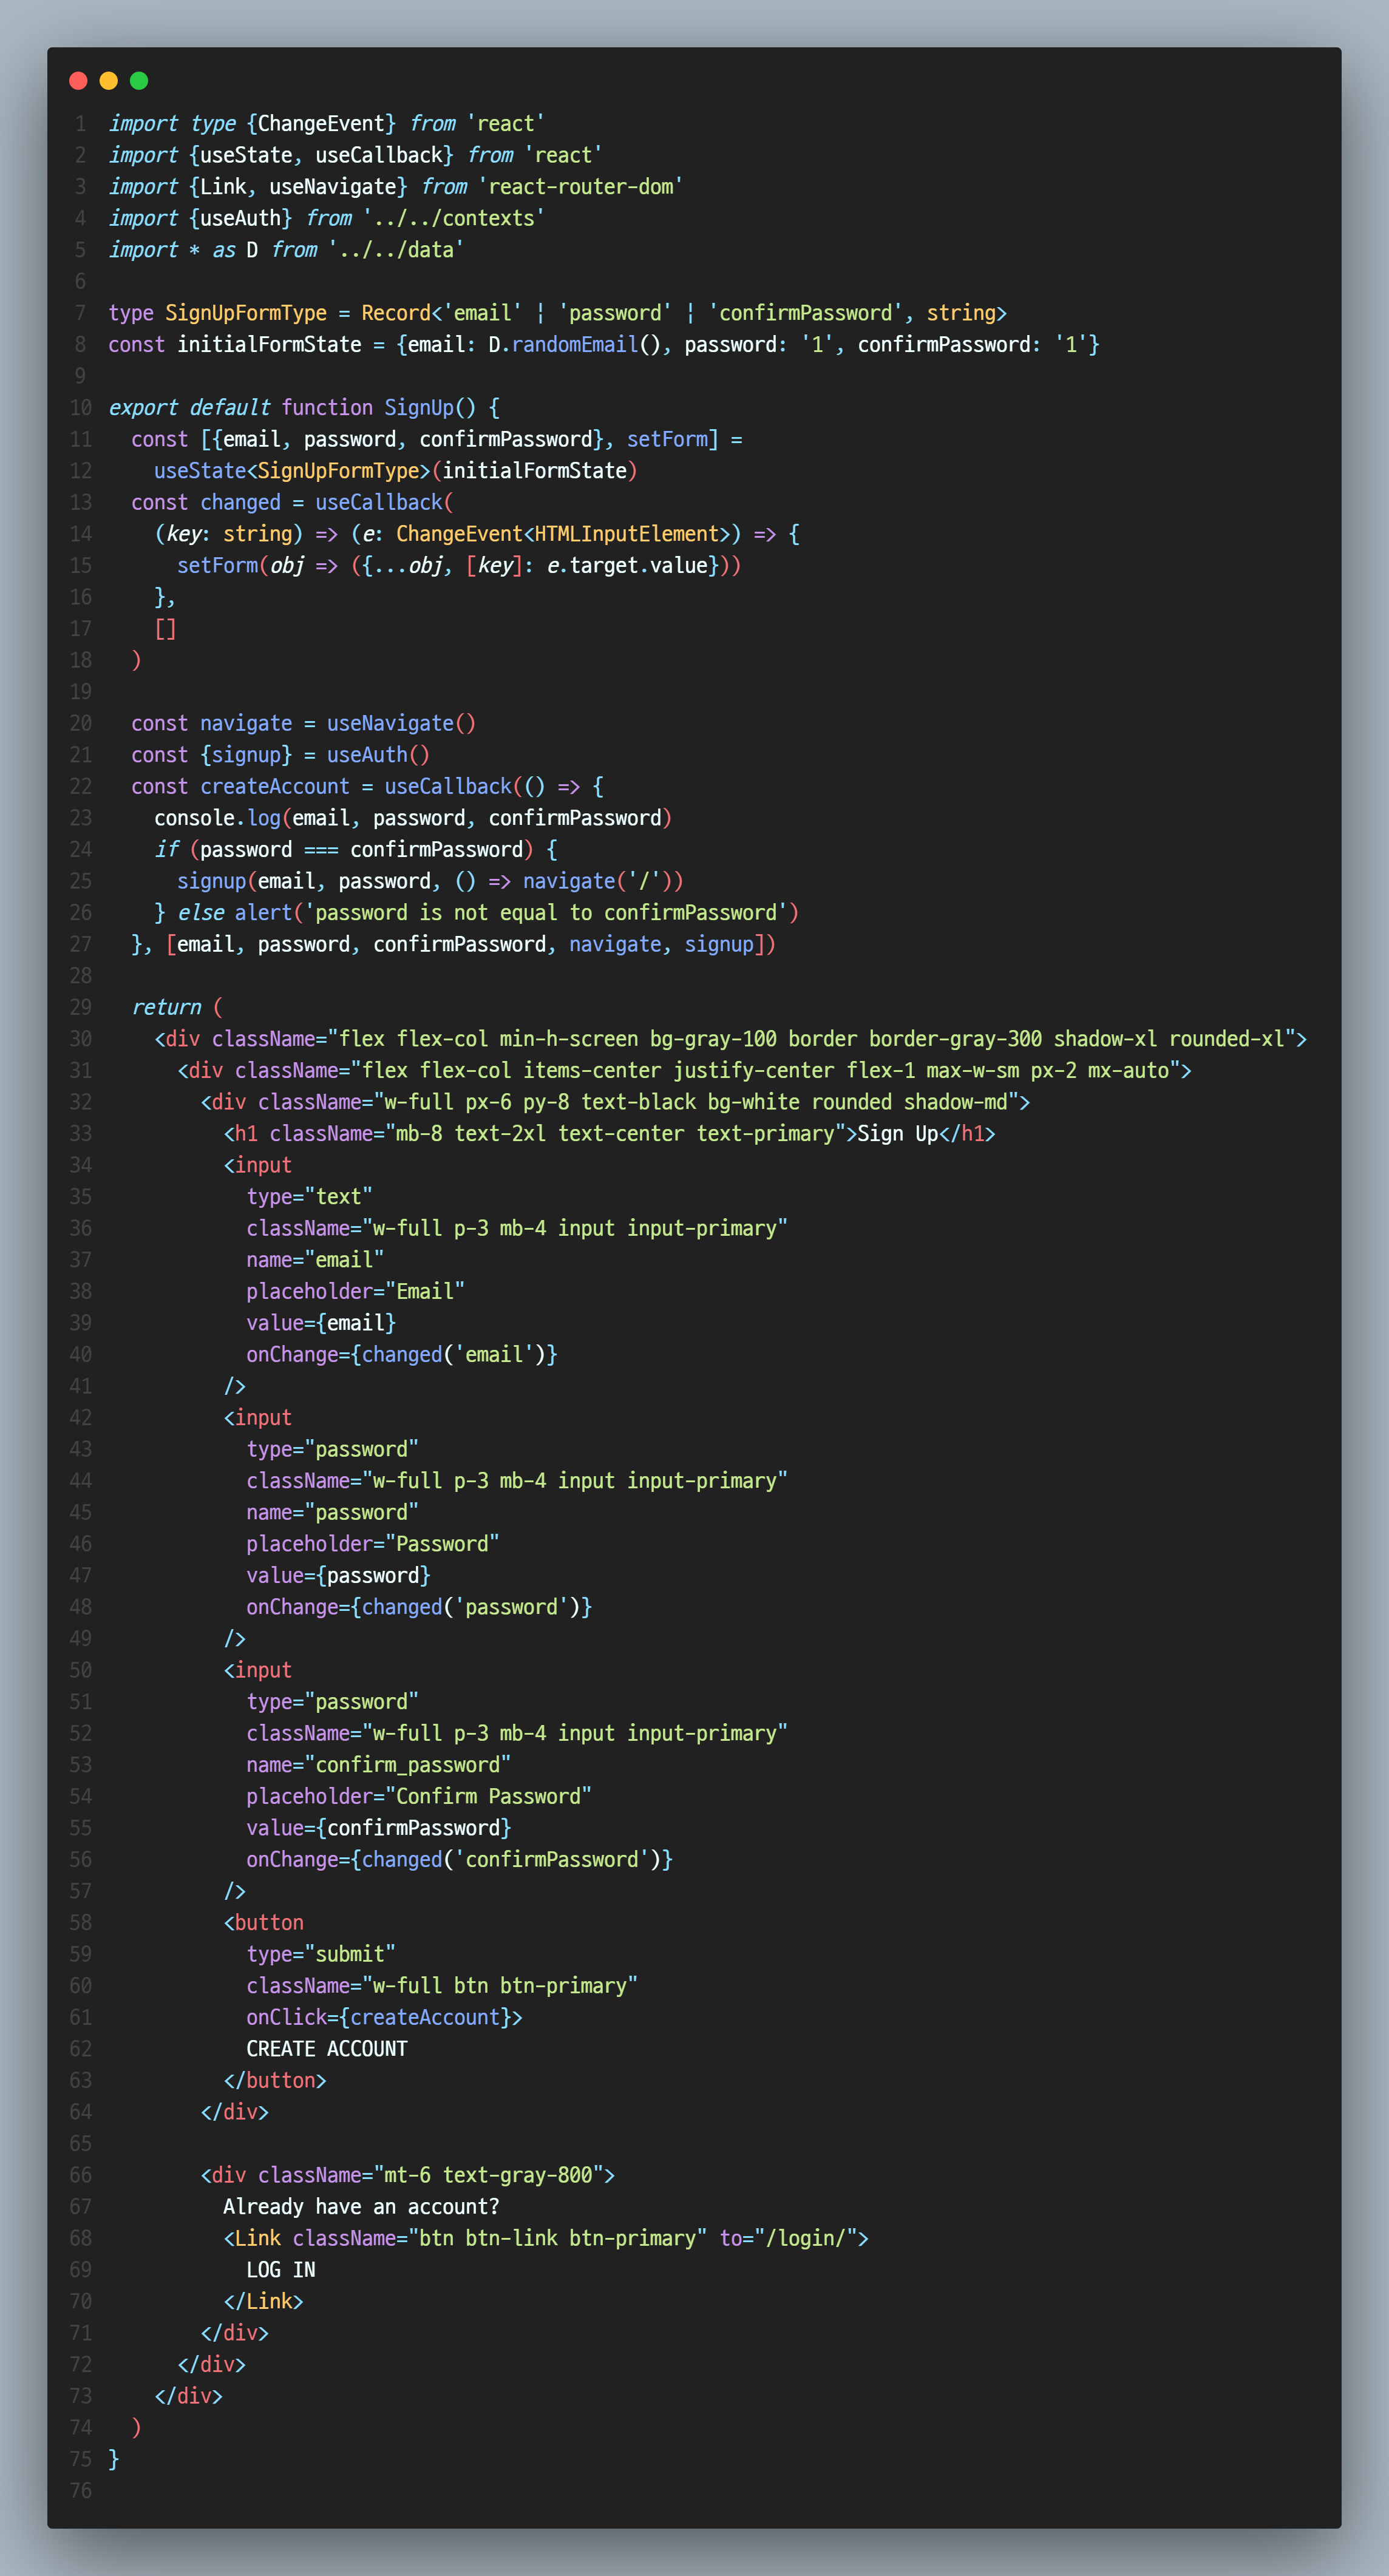 1 import type {ChangeEvent} from 'react'
2 import {useState, useCallback} from 'react'
3 import {Link, useNavigate} from 'react-router-dom'
4 import {useAuth} from '../../contexts'
5 import * as D from '../../data'
6
7 type SignUpFormType = Record<'email' | 'password' | 'confirmPassword', string>
8 const initialFormState = {email: D.randomEmail(), password: '1', confirmPassword: '1'}
9
10 export default function SignUp() {
11   const [{email, password, confirmPassword}, setForm] =
12     useState<SignUpFormType>(initialFormState)
13   const changed = useCallback(
14     (key: string) => (e: ChangeEvent<HTMLInputElement>) => {
15       setForm(obj => ({...obj, [key]: e.target.value}))
16     },
17     []
18   )
19
20   const navigate = useNavigate()
21   const {signup} = useAuth()
22   const createAccount = useCallback(() => {
23     console.log(email, password, confirmPassword)
24     if (password === confirmPassword) {
25       signup(email, password, () => navigate('/'))
26     } else alert('password is not equal to confirmPassword')
27   }, [email, password, confirmPassword, navigate, signup])
28
29   return (
30     <div className="flex flex-col min-h-screen bg-gray-100 border border-gray-300 shadow-xl rounded-xl">
31       <div className="flex flex-col items-center justify-center flex-1 max-w-sm px-2 mx-auto">
32         <div className="w-full px-6 py-8 text-black bg-white rounded shadow-md">
33           <h1 className="mb-8 text-2xl text-center text-primary">Sign Up</h1>
34           <input
35             type="text"
36             className="w-full p-3 mb-4 input input-primary"
37             name="email"
38             placeholder="Email"
39             value={email}
40             onChange={changed('email')}
41           />
42           <input
43             type="password"
44             className="w-full p-3 mb-4 input input-primary"
45             name="password"
46             placeholder="Password"
47             value={password}
48             onChange={changed('password')}
49           />
50           <input
51             type="password"
52             className="w-full p-3 mb-4 input input-primary"
53             name="confirm_password"
54             placeholder="Confirm Password"
55             value={confirmPassword}
56             onChange={changed('confirmPassword')}
57           />
58           <button
59             type="submit"
60             className="w-full btn btn-primary"
61             onClick={createAccount}>
62             CREATE ACCOUNT
63           </button>
64         </div>
65
66         <div className="mt-6 text-gray-800">
67           Already have an account?
68           <Link className="btn btn-link btn-primary" to="/login/">
69             LOG IN
70           </Link>
71         </div>
72       </div>
73     </div>
74   )
75 }
76